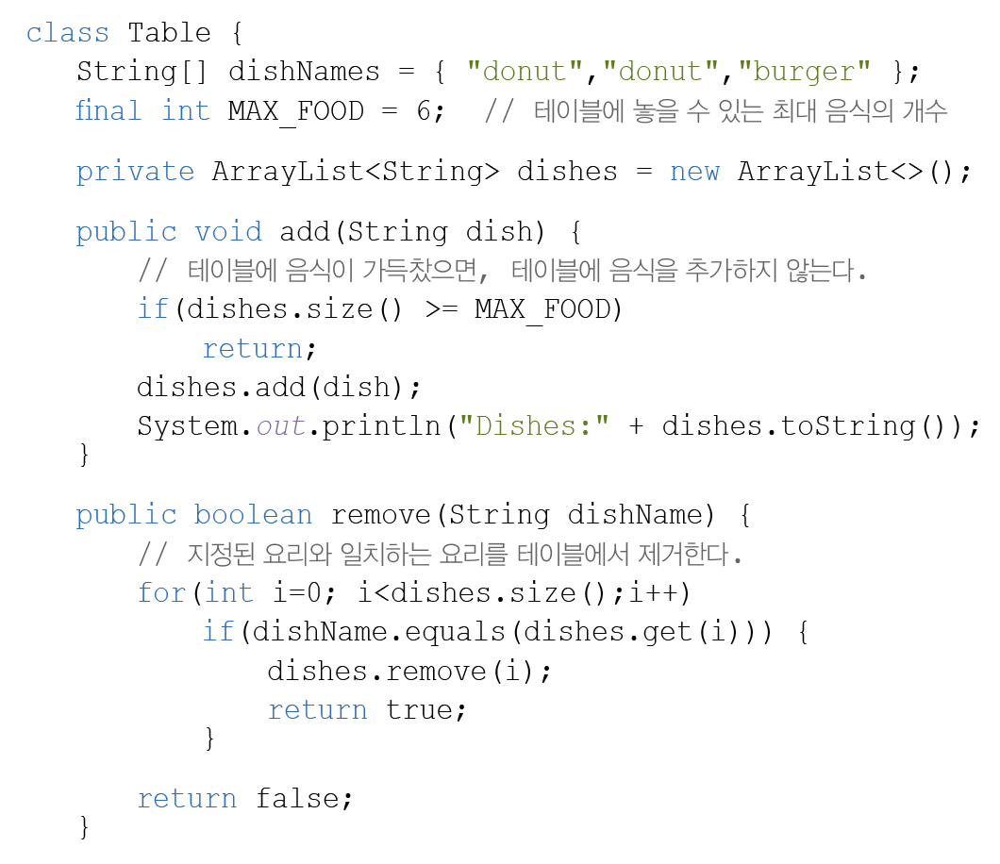 class Table {
String[] dishNames = { "donut","donut","burger" };
final int MAX_FOOD = 6;  // 테이블에 놓을 수 있는 최대 음식의 개수
private ArrayList<String> dishes = new ArrayList<>();
public void add(String dish) {
// 테이블에 음식이 가득찼으면, 테이블에 음식을 추가하지 않는다.
if(dishes.size() >= MAX_FOOD)
return;
dishes.add(dish);
System.out.println("Dishes:" + dishes.toString());
}
public boolean remove(String dishName) {
// 지정된 요리와 일치하는 요리를 테이블에서 제거한다.
for(int i=0; i<dishes.size();i++)
if(dishName.equals(dishes.get(i))) {
dishes.remove(i);
return true;
}
return false;
}